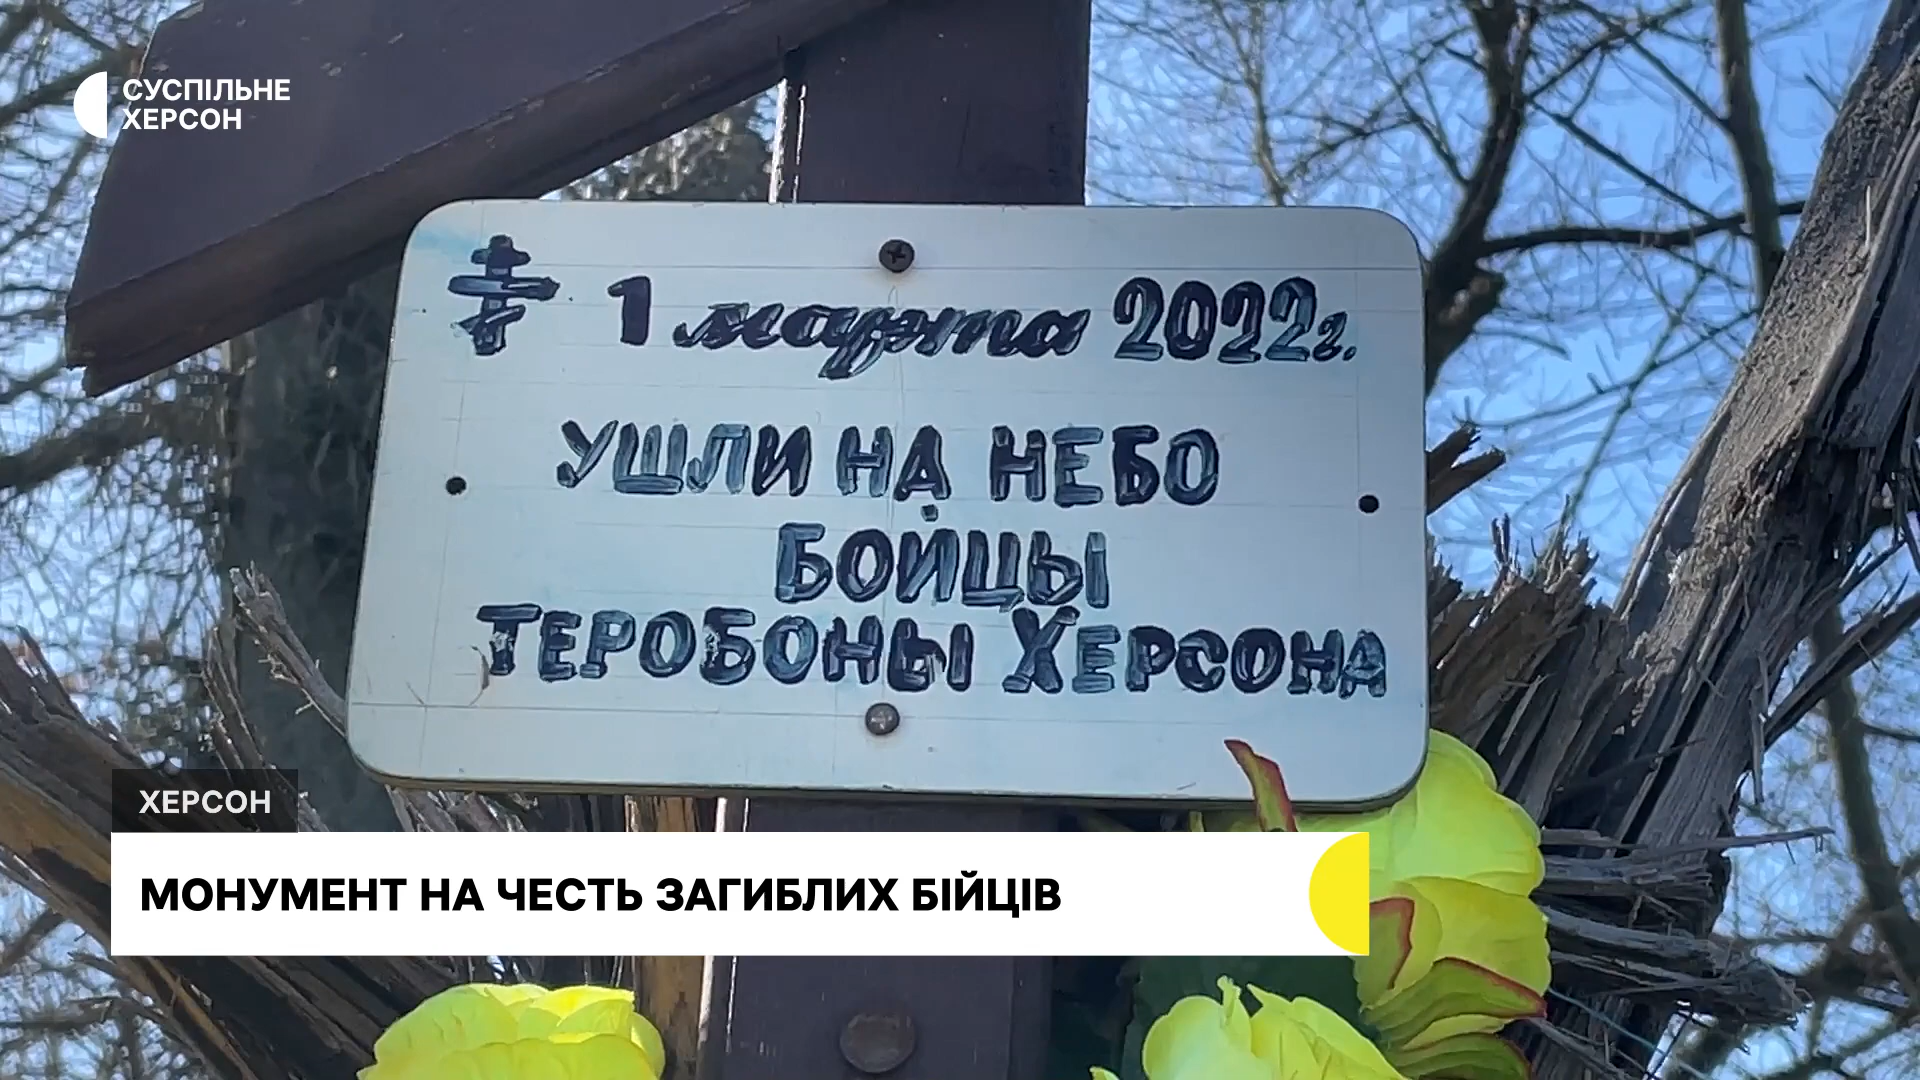 СУСПІЛЬНЕ
ХЕРСОН
1 марта 2022г.
УШЛИ НА НЕБО
БОЙЦЫ
ТЕРОБОНЫ ХЕРСОНА
ХЕРСОН
МОНУМЕНТ НА ЧЕСТЬ ЗАГИБЛИХ БІЙЦІВ